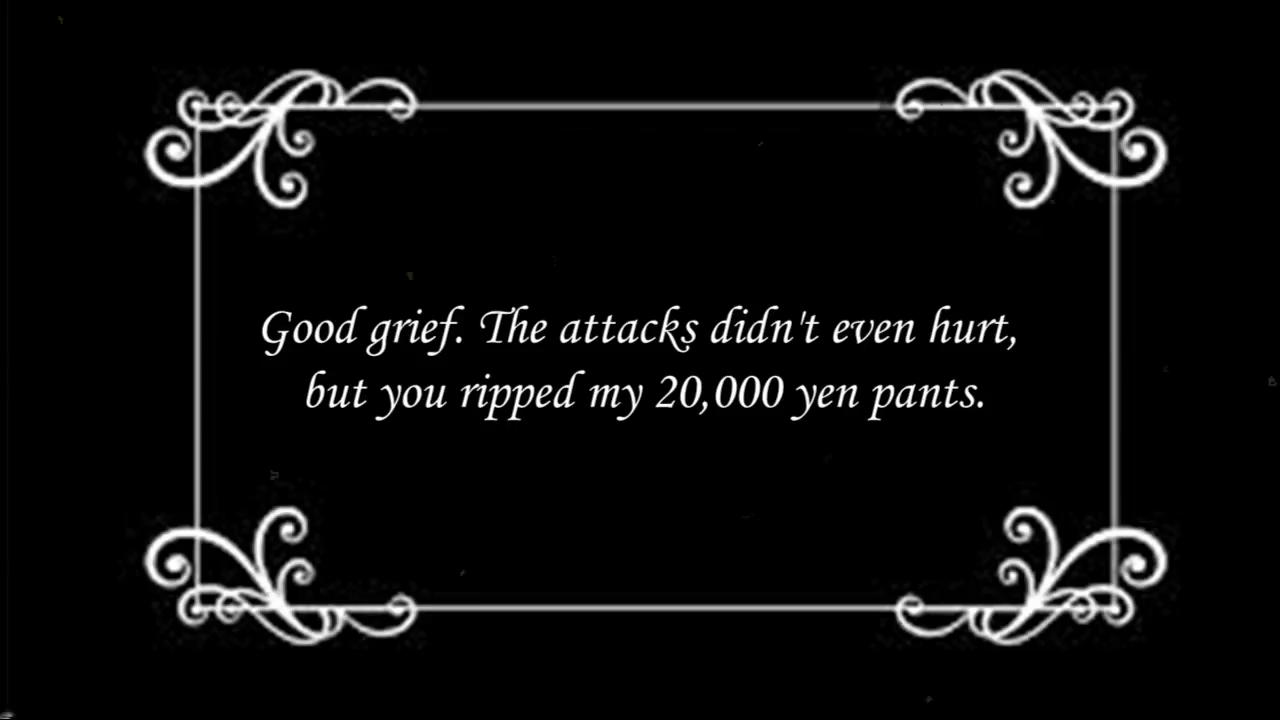 Good grief. The attacks didn't even hurt,
but you ripped my 20,000 yen pants.